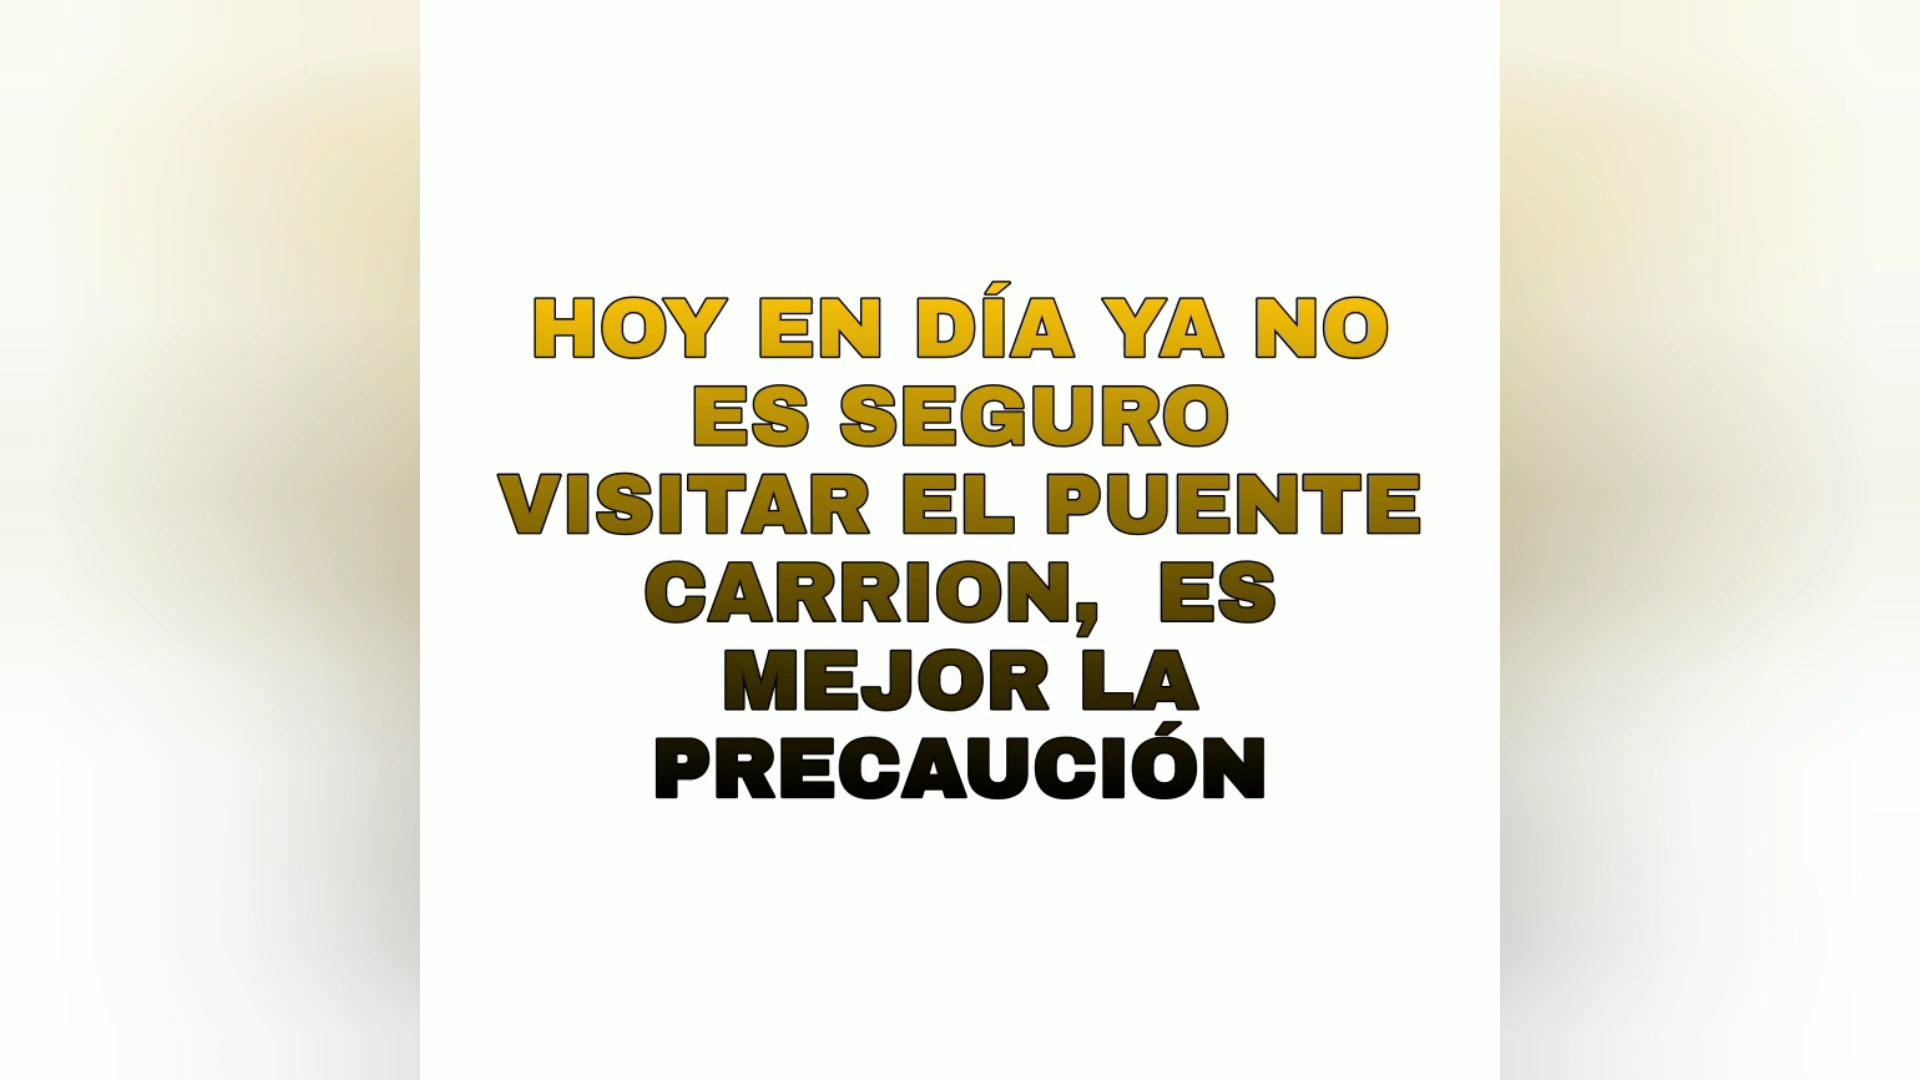 HOY EN DÍA YA NO
ES SEGURO
VISITAR EL PUENTE
CARRION, ES
MEJOR LA
PRECAUCIÓN